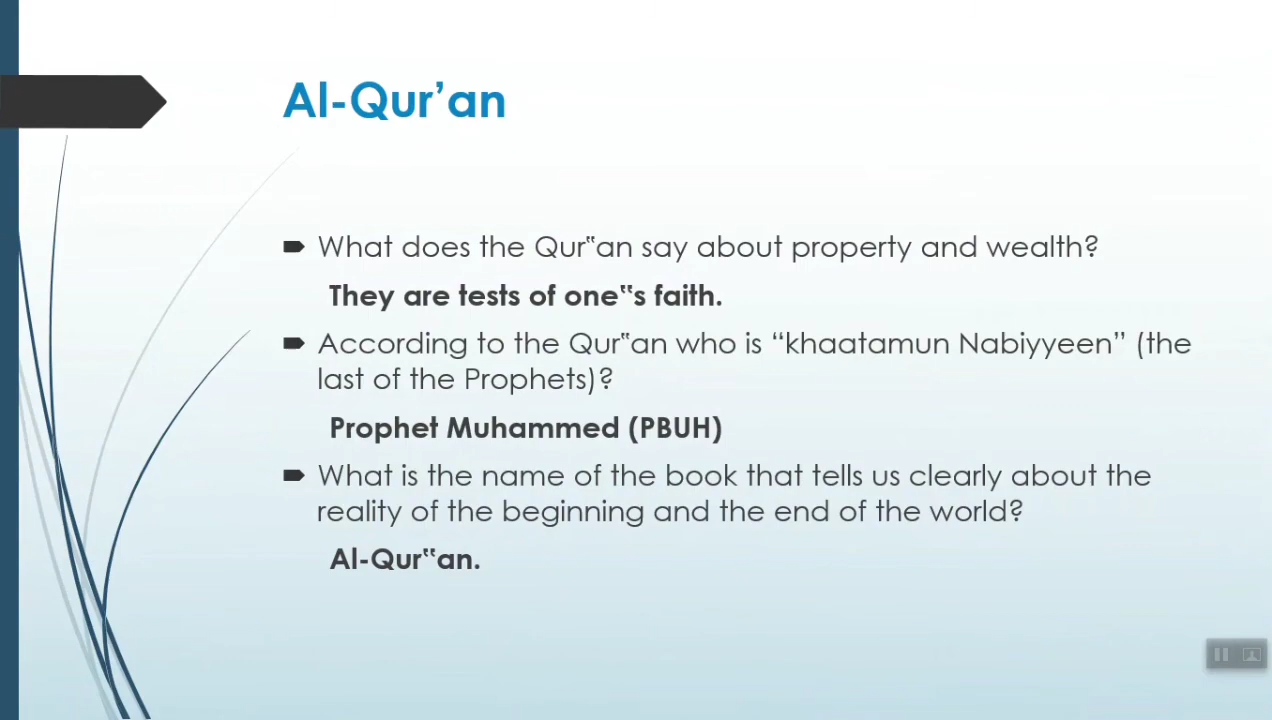 Al-Qur’an
What does the Qur‟an say about property and wealth?
They are tests of one‟s faith.
According to the Qur‟an who is “khaatamun Nabiyyeen” (the
last of the Prophets)?
Prophet Muhammed (PBUH)
What is the name of the book that tells us clearly about the
reality of the beginning and the end of the world?
Al-Qur‟an.